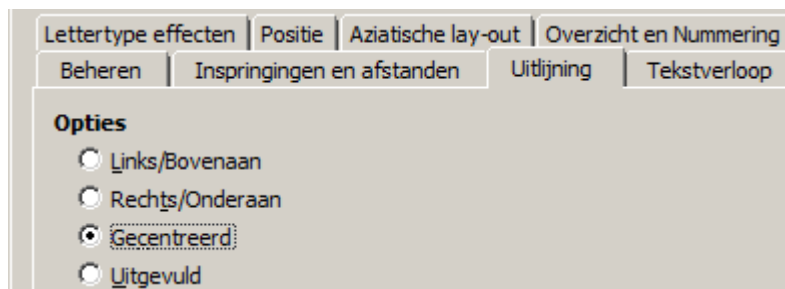 Lettertype effecten Positie Aziatische lay-out Overzicht en Nummering
Beheren Inspringingen en afstanden Uitlijning Tekstverloop
Opties
Links/Bovenaan
Rechts/Onderaan
Gecentreerd
Uitgevuld